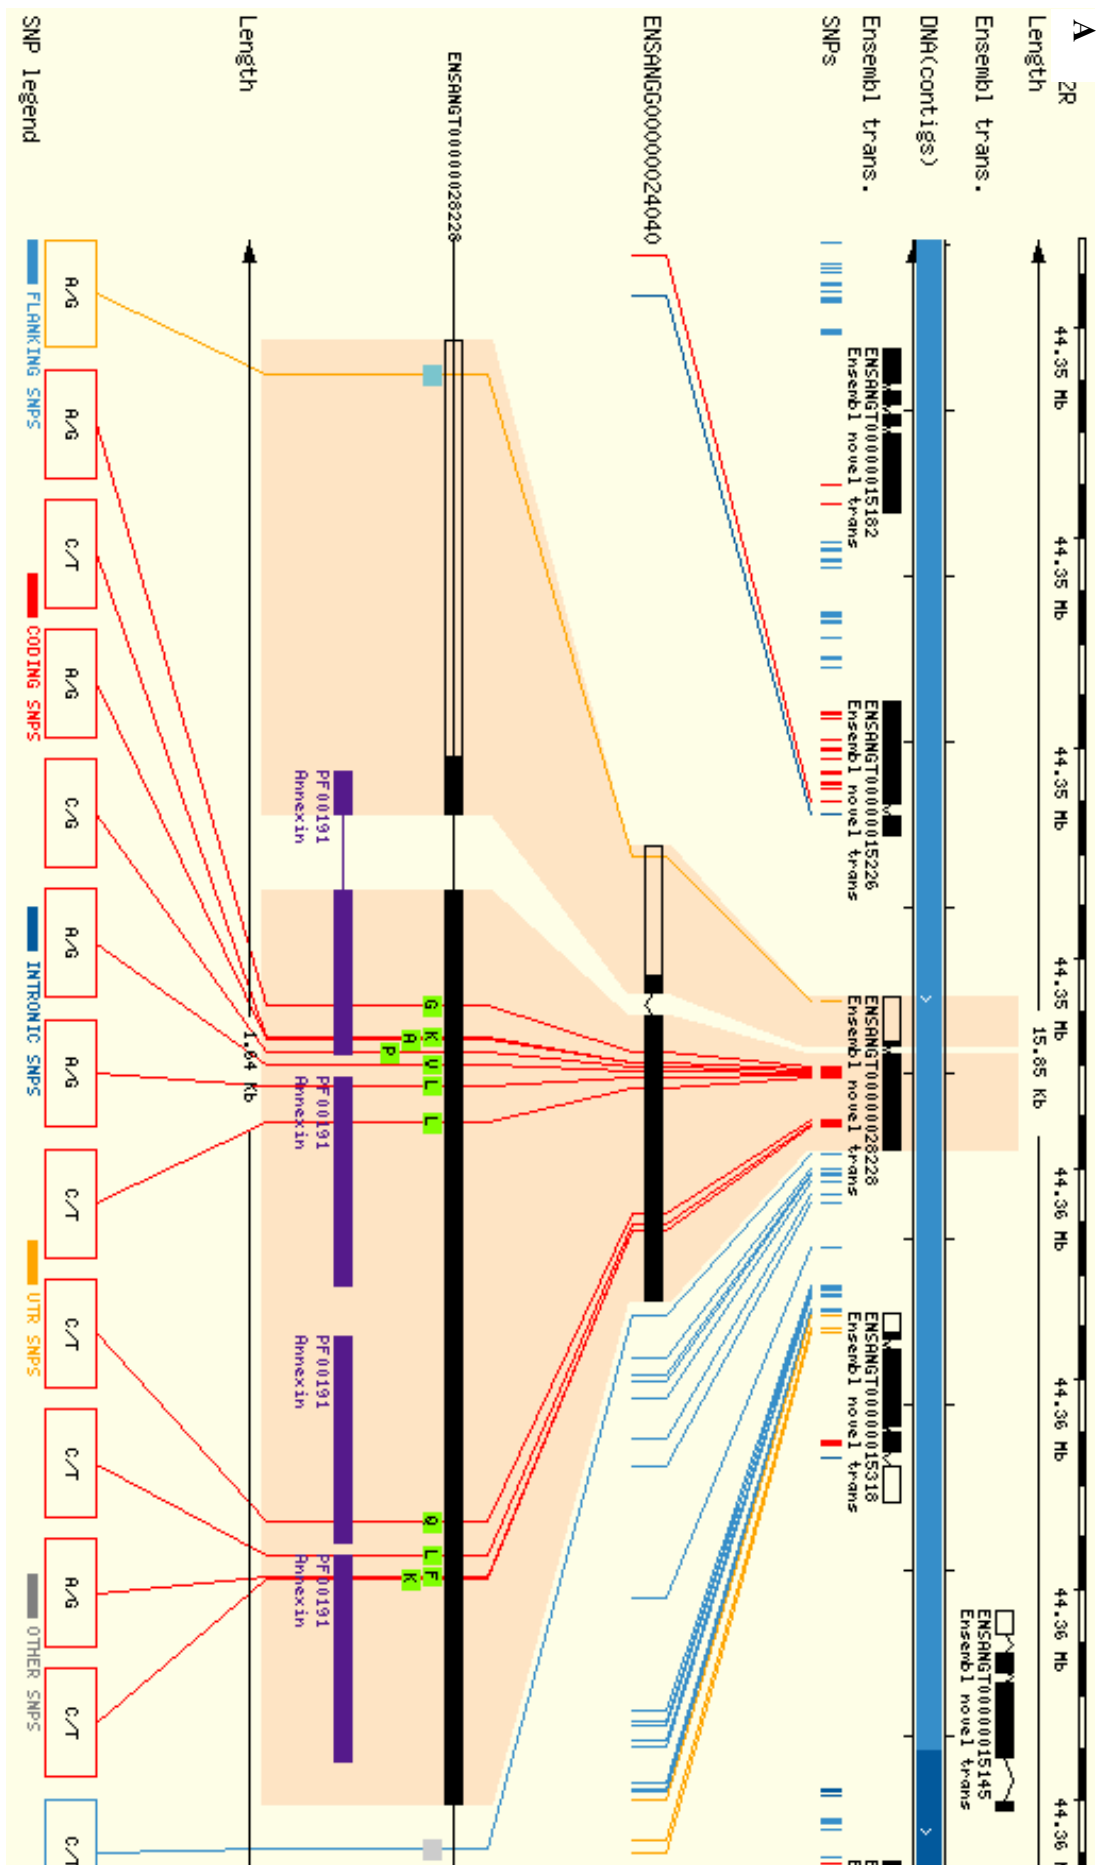 A
2R
44.35 Mb
44.35 Mb
44.35 Mb
44.35 Mb
44.36 Mb
44.36 Mb
44.36 Mb
44.36
Length
15.85 Kb
Ensembl trans.
ENSANGT00000015145
Ensembl novel trans
DNA(contigs)
>
>
Ensembl trans.
ENSANGT00000015182
Ensembl novel trans
ENSANGT00000015226
Ensembl novel trans
ENSANGT00000028228
Ensembl novel trans
ENSANGT00000015318
Ensembl novel trans
SNPs
ENSANGG00000024040
ENSANGT00000028228
G
K
A
P
V
L
L
Q
L
F
K
PF00191
Annexin
PF00191
Annexin
PF00191
Annexin
PF00191
Annexin
Length
1.64 Kb
A/G
A/G
C/T
A/G
C/G
A/G
A/G
C/T
C/T
C/T
A/G
C/T
C/T
SNP legend
FLANKING SNPS
CODING SNPS
INTRONIC SNPS
UTR SNPS
OTHER SNPS